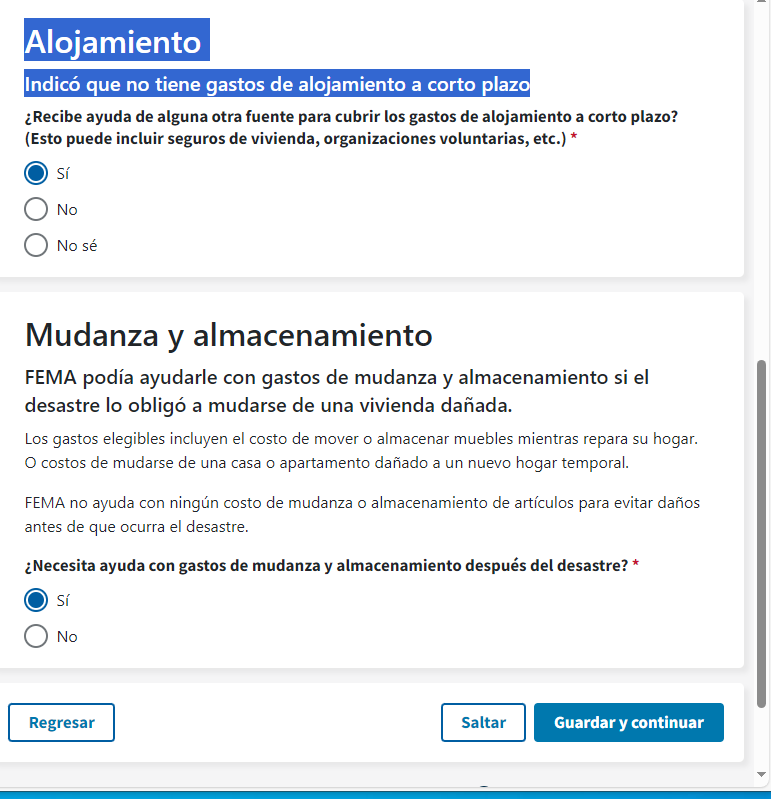 Alojamiento
Indicó que no tiene gastos de alojamiento a corto plazo
¿Recibe ayuda de alguna otra fuente para cubrir los gastos de alojamiento a corto plazo?
(Esto puede incluir seguros de vivienda, organizaciones voluntarias, etc.) *
Sí
No
No sé
Mudanza y almacenamiento
FEMA podía ayudarle con gastos de mudanza y almacenamiento si el
desastre lo obligó a mudarse de una vivienda dañada.
Los gastos elegibles incluyen el costo de mover o almacenar muebles mientras repara su hogar.
O costos de mudarse de una casa o apartamento dañado a un nuevo hogar temporal.
FEMA no ayuda con ningún costo de mudanza o almacenamiento de artículos para evitar daños
antes de que ocurra el desastre.
¿Necesita ayuda con gastos de mudanza y almacenamiento después del desastre? *
Sí
No
Regresar
Saltar
Guardar y continuar